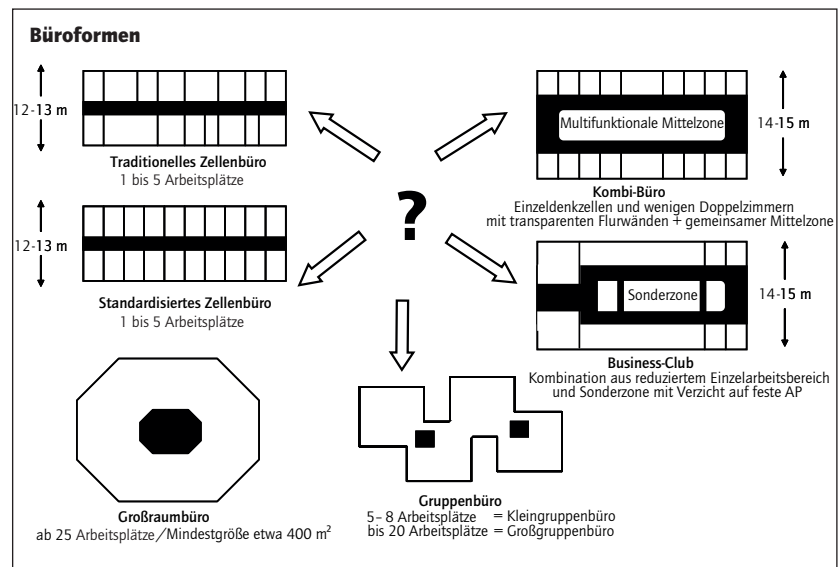 Büroformen
12-13 m
Traditionelles Zellenbüro
1 bis 5 Arbeitsplätze
12-13 m
Standardisiertes Zellenbüro
1 bis 5 Arbeitsplätze
?
Multifunktionale Mittelzone
14-15 m
Kombi-Büro
Einzeldenkzellen und wenigen Doppelzimmern
mit transparenten Flurwänden + gemeinsamer Mittelzone
Sonderzone
14-15 m
Business-Club
Kombination aus reduziertem Einzelarbeitsbereich
und Sonderzone mit Verzicht auf feste AP
Großraumbüro
ab 25 Arbeitsplätze/Mindestgröße etwa 400 m²
Gruppenbüro
5-8 Arbeitsplätze = Kleingruppenbüro
bis 20 Arbeitsplätze = Großgruppenbüro